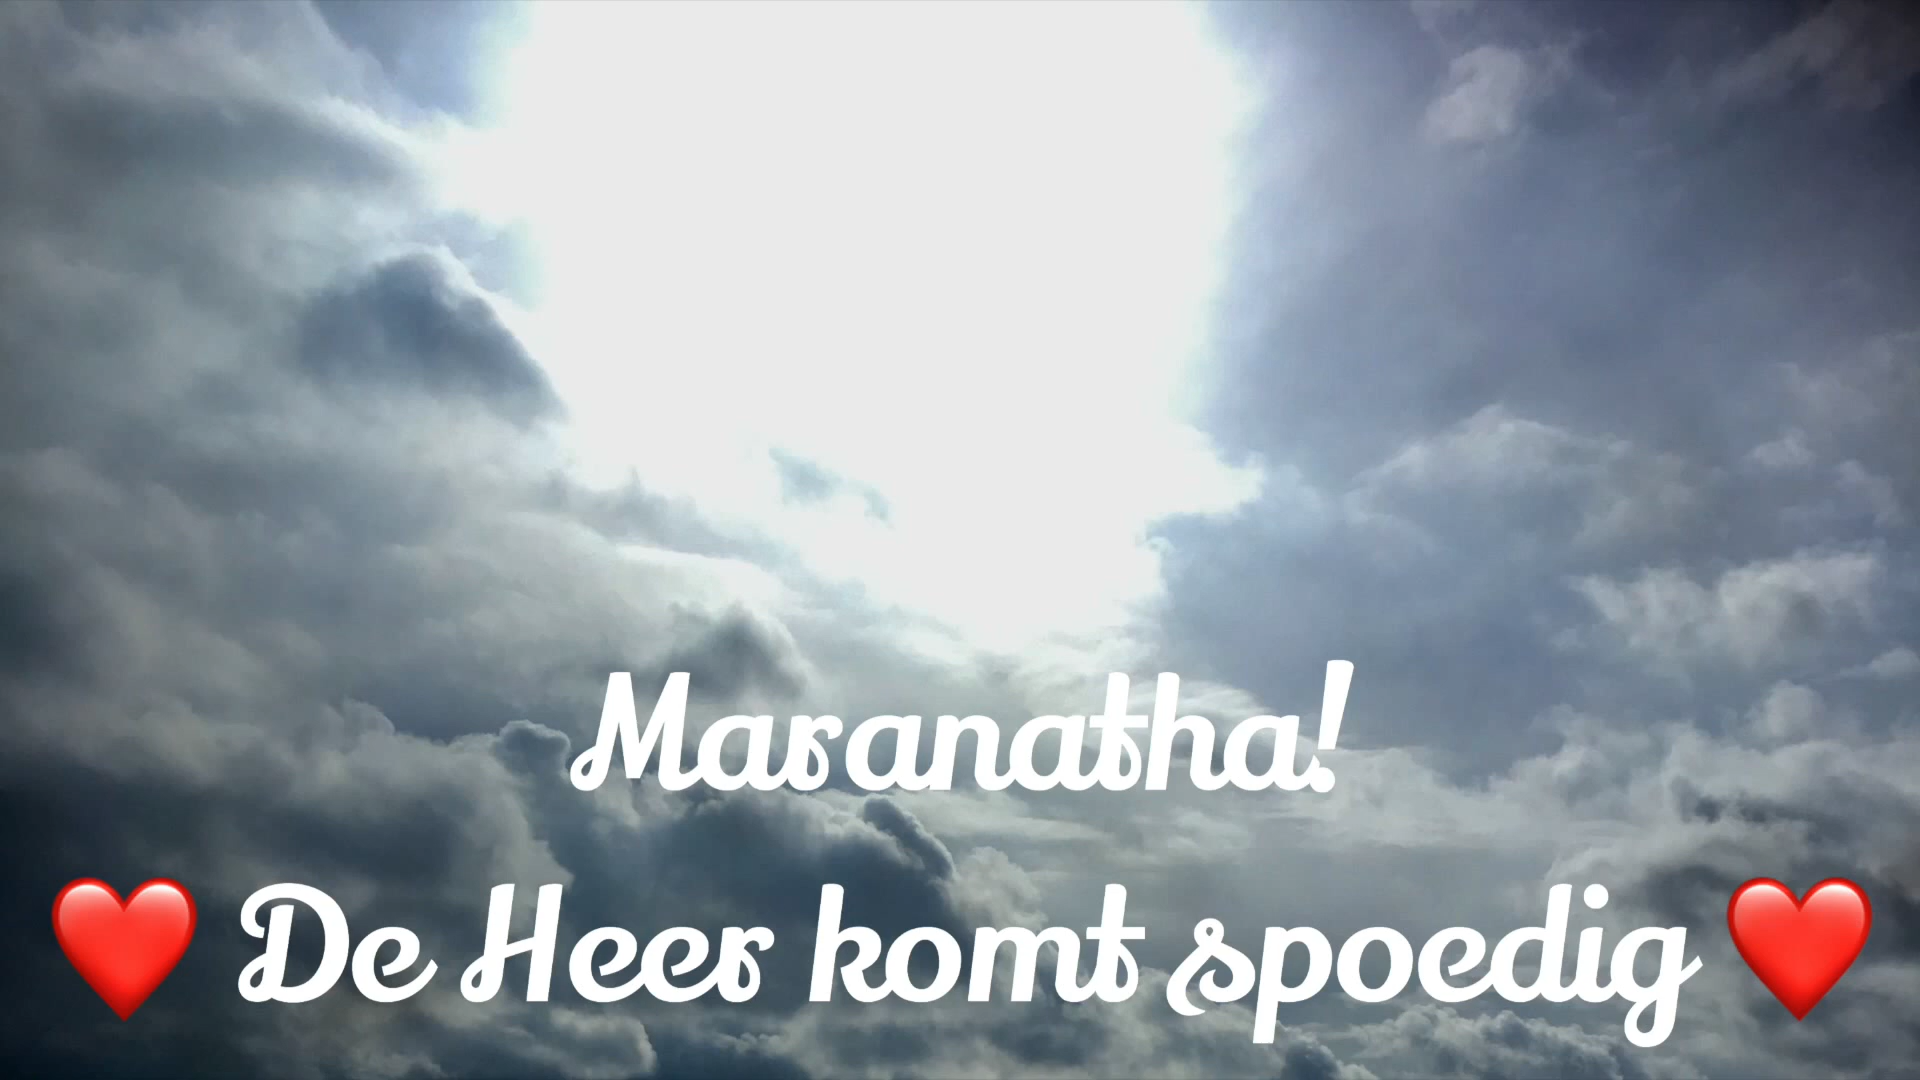 Maranatha!
❤️ De Heer komt spoedig ❤️